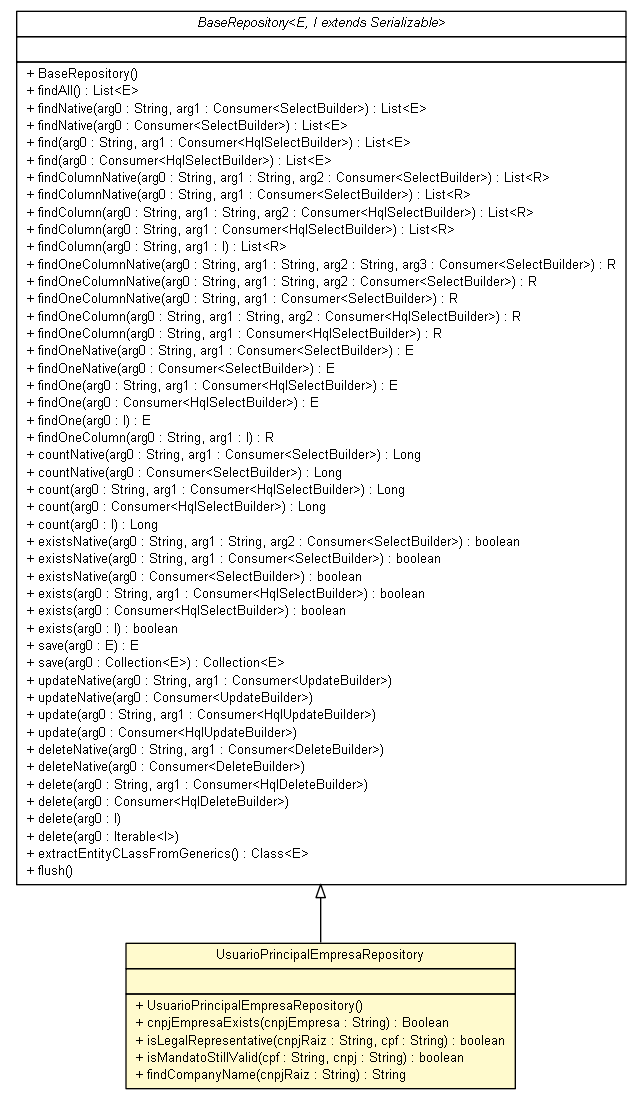 BaseRepository<E, I extends Serializable>
+ BaseRepository()
+ findAll() : List<E>
+ findNative(arg0 : String, arg1 : Consumer<SelectBuilder>) : List<E>
+ findNative(arg0 : Consumer<SelectBuilder>) : List<E>
+ find(arg0 : String, arg1 : Consumer<HqlSelectBuilder>) : List<E>
+ find(arg0 : Consumer<HqlSelectBuilder>) : List<E>
+ findColumnNative(arg0 : String, arg1 : String, arg2 : Consumer<SelectBuilder>) : List<R>
+ findColumnNative(arg0 : String, arg1 : Consumer<SelectBuilder>) : List<R>
+ findColumn(arg0 : String, arg1 : String, arg2 : Consumer<HqlSelectBuilder>) : List<R>
+ findColumn(arg0 : String, arg1 : Consumer<HqlSelectBuilder>) : List<R>
+ findColumn(arg0 : String, arg1 : I) : List<R>
+ findOneColumnNative(arg0 : String, arg1 : String, arg2 : String, arg3 : Consumer<SelectBuilder>) : R
+ findOneColumnNative(arg0 : String, arg1 : String, arg2 : Consumer<SelectBuilder>) : R
+ findOneColumnNative(arg0 : String, arg1 : Consumer<SelectBuilder>) : R
+ findOneColumn(arg0 : String, arg1 : String, arg2 : Consumer<HqlSelectBuilder>) : R
+ findOneColumn(arg0 : String, arg1 : Consumer<HqlSelectBuilder>) : R
+ findOneNative(arg0 : String, arg1 : Consumer<SelectBuilder>) : E
+ findOneNative(arg0 : Consumer<SelectBuilder>) : E
+ findOne(arg0 : String, arg1 : Consumer<HqlSelectBuilder>) : E
+ findOne(arg0 : Consumer<HqlSelectBuilder>) : E
+ findOne(arg0 : I) : E
+ findOneColumn(arg0 : String, arg1 : I) : R
+ countNative(arg0 : String, arg1 : Consumer<SelectBuilder>) : Long
+ countNative(arg0 : Consumer<SelectBuilder>) : Long
+ count(arg0 : String, arg1 : Consumer<HqlSelectBuilder>) : Long
+ count(arg0 : Consumer<HqlSelectBuilder>) : Long
+ count(arg0 : I) : Long
+ existsNative(arg0 : String, arg1 : String, arg2 : Consumer<SelectBuilder>) : boolean
+ existsNative(arg0 : String, arg1 : Consumer<SelectBuilder>) : boolean
+ existsNative(arg0 : Consumer<SelectBuilder>) : boolean
+ exists(arg0 : String, arg1 : Consumer<HqlSelectBuilder>) : boolean
+ exists(arg0 : Consumer<HqlSelectBuilder>) : boolean
+ exists(arg0 : I) : boolean
+ save(arg0 : E) : E
+ save(arg0 : Collection<E>) : Collection<E>
+ updateNative(arg0 : String, arg1 : Consumer<UpdateBuilder>)
+ updateNative(arg0 : Consumer<UpdateBuilder>)
+ update(arg0 : String, arg1 : Consumer<HqlUpdateBuilder>)
+ update(arg0 : Consumer<HqlUpdateBuilder>)
+ deleteNative(arg0 : String, arg1 : Consumer<DeleteBuilder>)
+ deleteNative(arg0 : Consumer<DeleteBuilder>)
+ delete(arg0 : String, arg1 : Consumer<HqlDeleteBuilder>)
+ delete(arg0 : Consumer<HqlDeleteBuilder>)
+ delete(arg0 : I)
+ delete(arg0 : Iterable<I>)
+ extractEntityCLassFromGenerics() : Class<E>
+ flush()
UsuarioPrincipalEmpresaRepository
+ UsuarioPrincipalEmpresaRepository()
+ cnpjEmpresaExists(cnpjEmpresa : String) : Boolean
+ isLegalRepresentative(cnpjRaiz : String, cpf : String) : boolean
+ isMandatoStillValid(cpf : String, cnpj : String) : boolean
+ findCompanyName(cnpjRaiz : String) : String